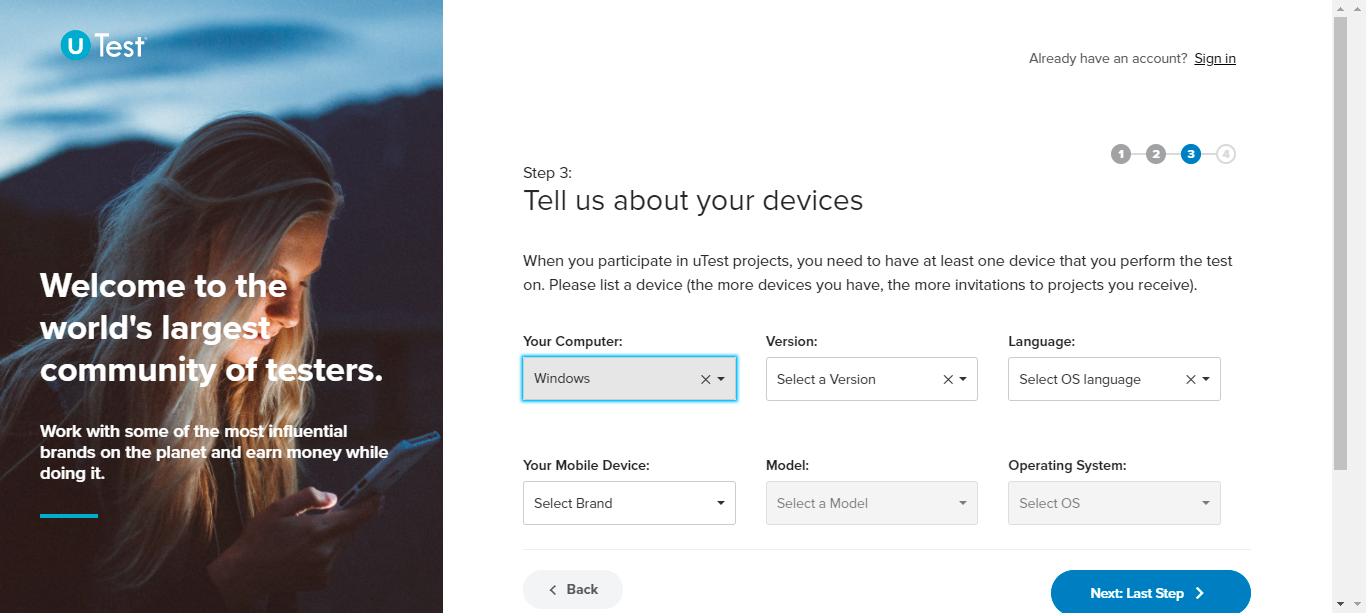 uTest
Already have an account? Sign in
1 2 3 4
Step 3:
Tell us about your devices
Welcome to the
world's largest
community of testers.
Work with some of the most influential
brands on the planet and earn money while
doing it.
When you participate in uTest projects, you need to have at least one device that you perform the test
on. Please list a device (the more devices you have, the more invitations to projects you receive).
Your Computer: Version: Language:
Windows Select a Version Select OS language
Your Mobile Device: Model: Operating System:
Select Brand Select a Model Select OS
Back Next: Last Step